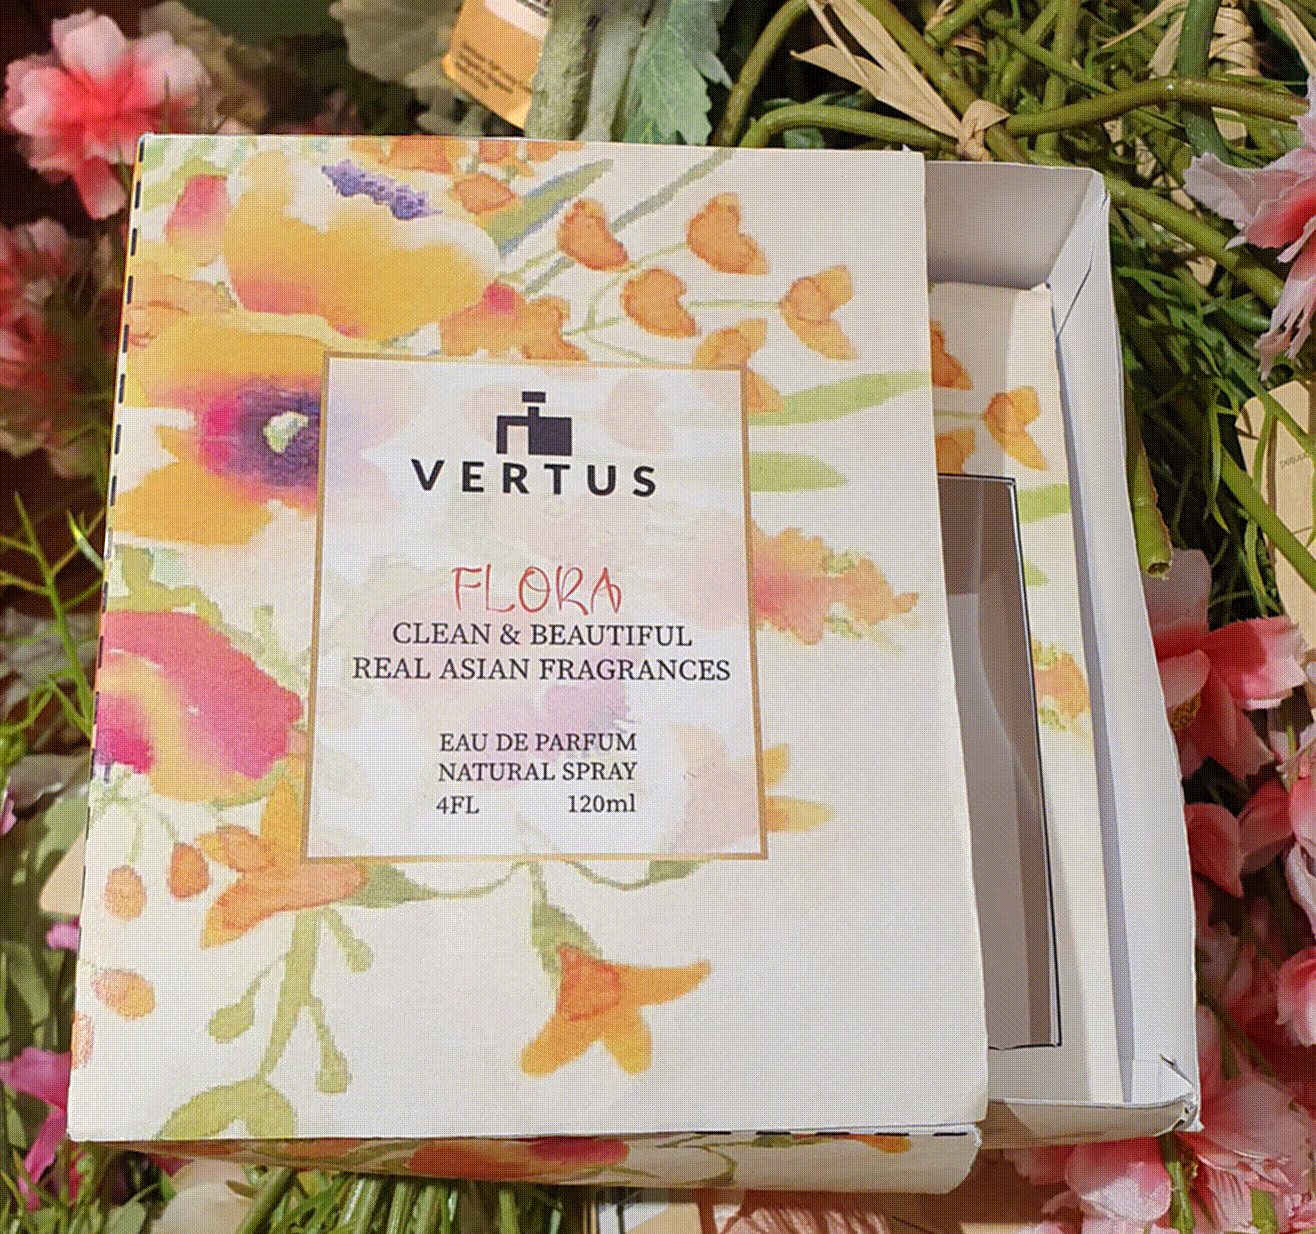 VERTUS
FLORA
CLEAN & BEAUTIFUL
REAL ASIAN FRAGRANCES
EAU DE PARFUM
NATURAL SPRAY
4FL 120ml